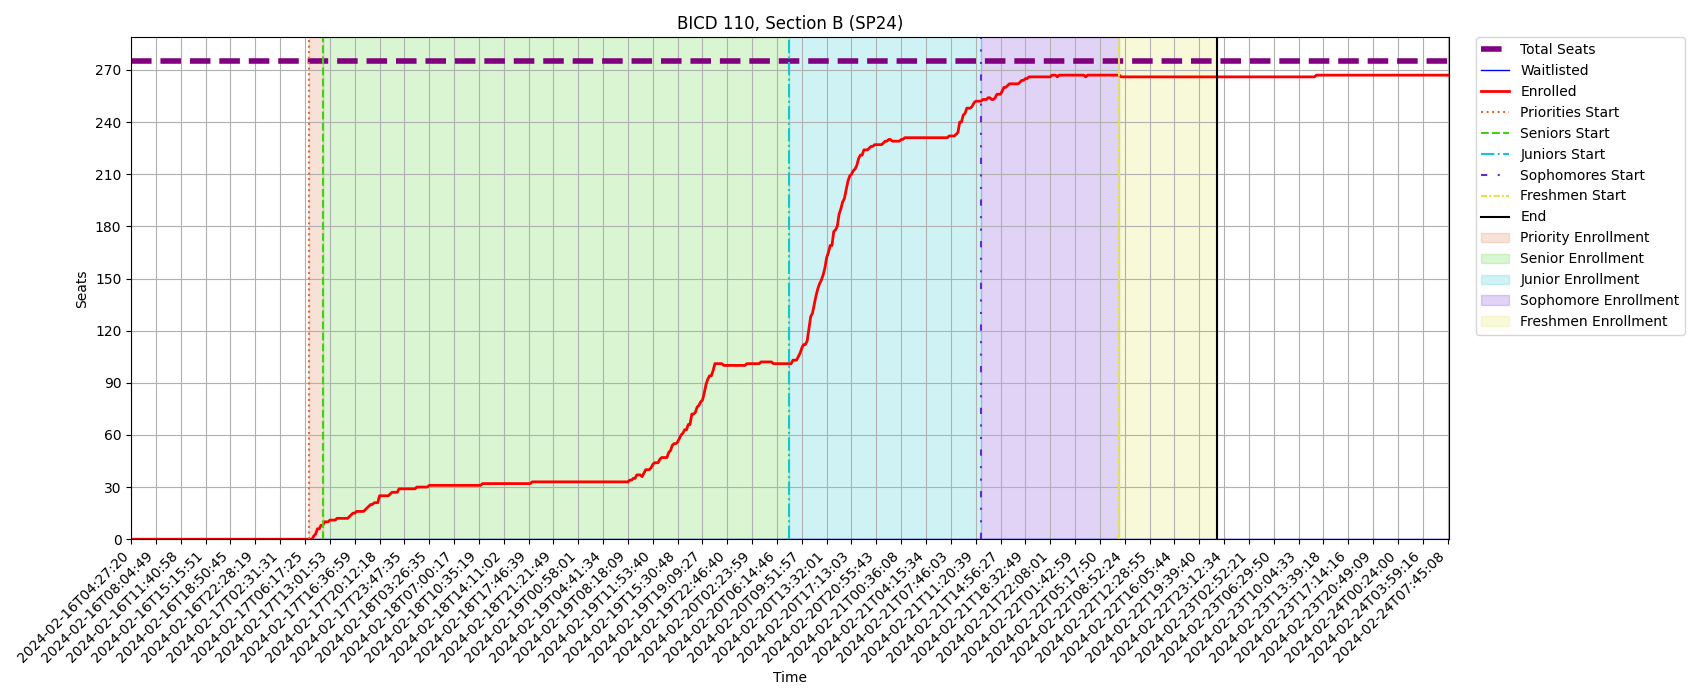 BICD 110, Section B (SP24)
Seats
270
240
210
180
150
120
90
60
30
0
2024-02-16T04:27:20
2024-02-16T08:04:49
2024-02-16T11:40:58
2024-02-16T15:15:51
2024-02-16T18:50:45
2024-02-16T22:28:19
2024-02-17T02:31:31
2024-02-17T06:17:25
2024-02-17T13:01:53
2024-02-17T16:36:59
2024-02-17T20:12:18
2024-02-17T23:47:35
2024-02-18T03:26:35
2024-02-18T07:00:17
2024-02-18T10:35:19
2024-02-18T14:11:02
2024-02-18T17:46:39
2024-02-18T21:21:49
2024-02-19T00:58:01
2024-02-19T04:41:34
2024-02-19T08:18:09
2024-02-19T11:53:40
2024-02-19T15:30:48
2024-02-19T19:09:27
2024-02-19T22:46:40
2024-02-20T02:23:59
2024-02-20T06:14:46
2024-02-20T09:51:57
2024-02-20T13:32:01
2024-02-20T17:13:03
2024-02-20T20:55:43
2024-02-21T00:36:08
2024-02-21T04:15:34
2024-02-21T07:46:03
2024-02-21T11:20:39
2024-02-21T14:56:27
2024-02-21T18:32:49
2024-02-21T22:08:01
2024-02-22T01:42:59
2024-02-22T05:17:50
2024-02-22T08:52:24
2024-02-22T12:28:55
2024-02-22T16:05:44
2024-02-22T19:39:40
2024-02-22T23:12:34
2024-02-23T02:52:21
2024-02-23T06:29:50
2024-02-23T10:04:33
2024-02-23T13:39:18
2024-02-23T17:14:16
2024-02-23T20:49:09
2024-02-24T00:24:00
2024-02-24T03:59:16
2024-02-24T07:45:08
Time
Total Seats
Waitlisted
Enrolled
Priorities Start
Seniors Start
Juniors Start
Sophomores Start
Freshmen Start
End
Priority Enrollment
Senior Enrollment
Junior Enrollment
Sophomore Enrollment
Freshmen Enrollment